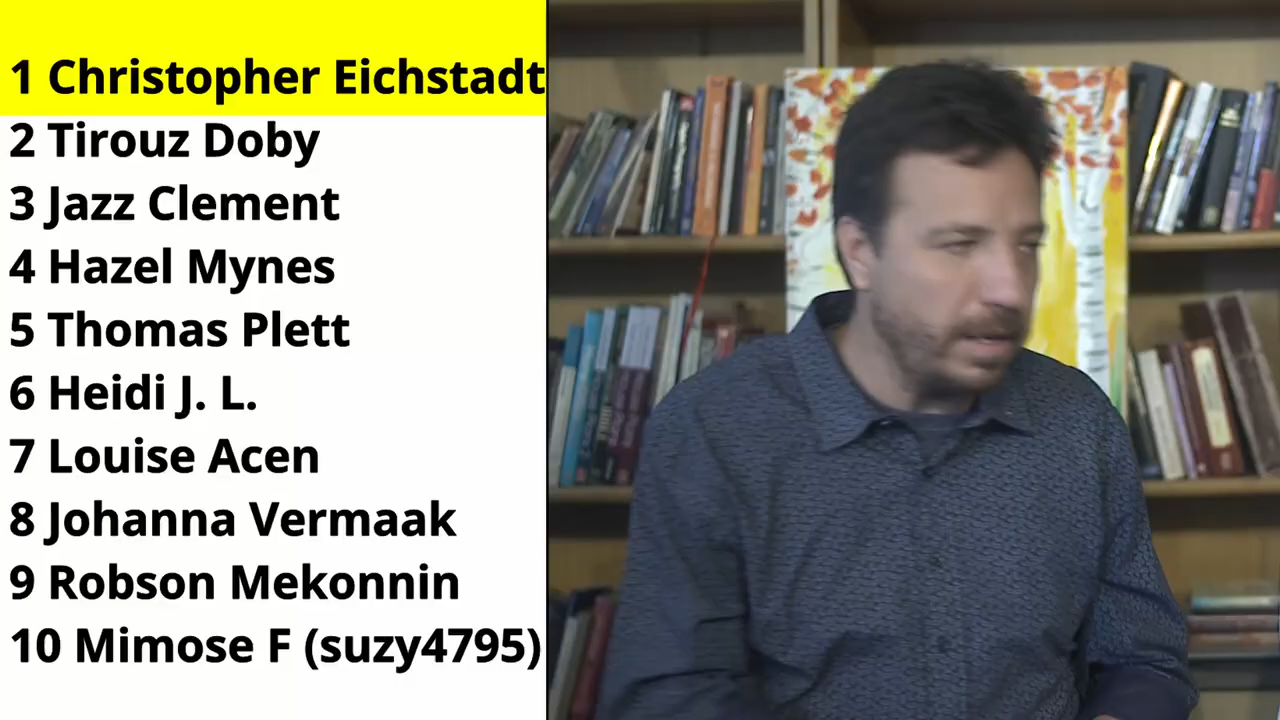 1 Christopher Eichstadt
2 Tirouz Doby
3 Jazz Clement
4 Hazel Mynes
5 Thomas Plett
6 Heidi J. L.
7 Louise Acen
8 Johanna Vermaak
9 Robson Mekonnin
10 Mimose F (suzy4795)